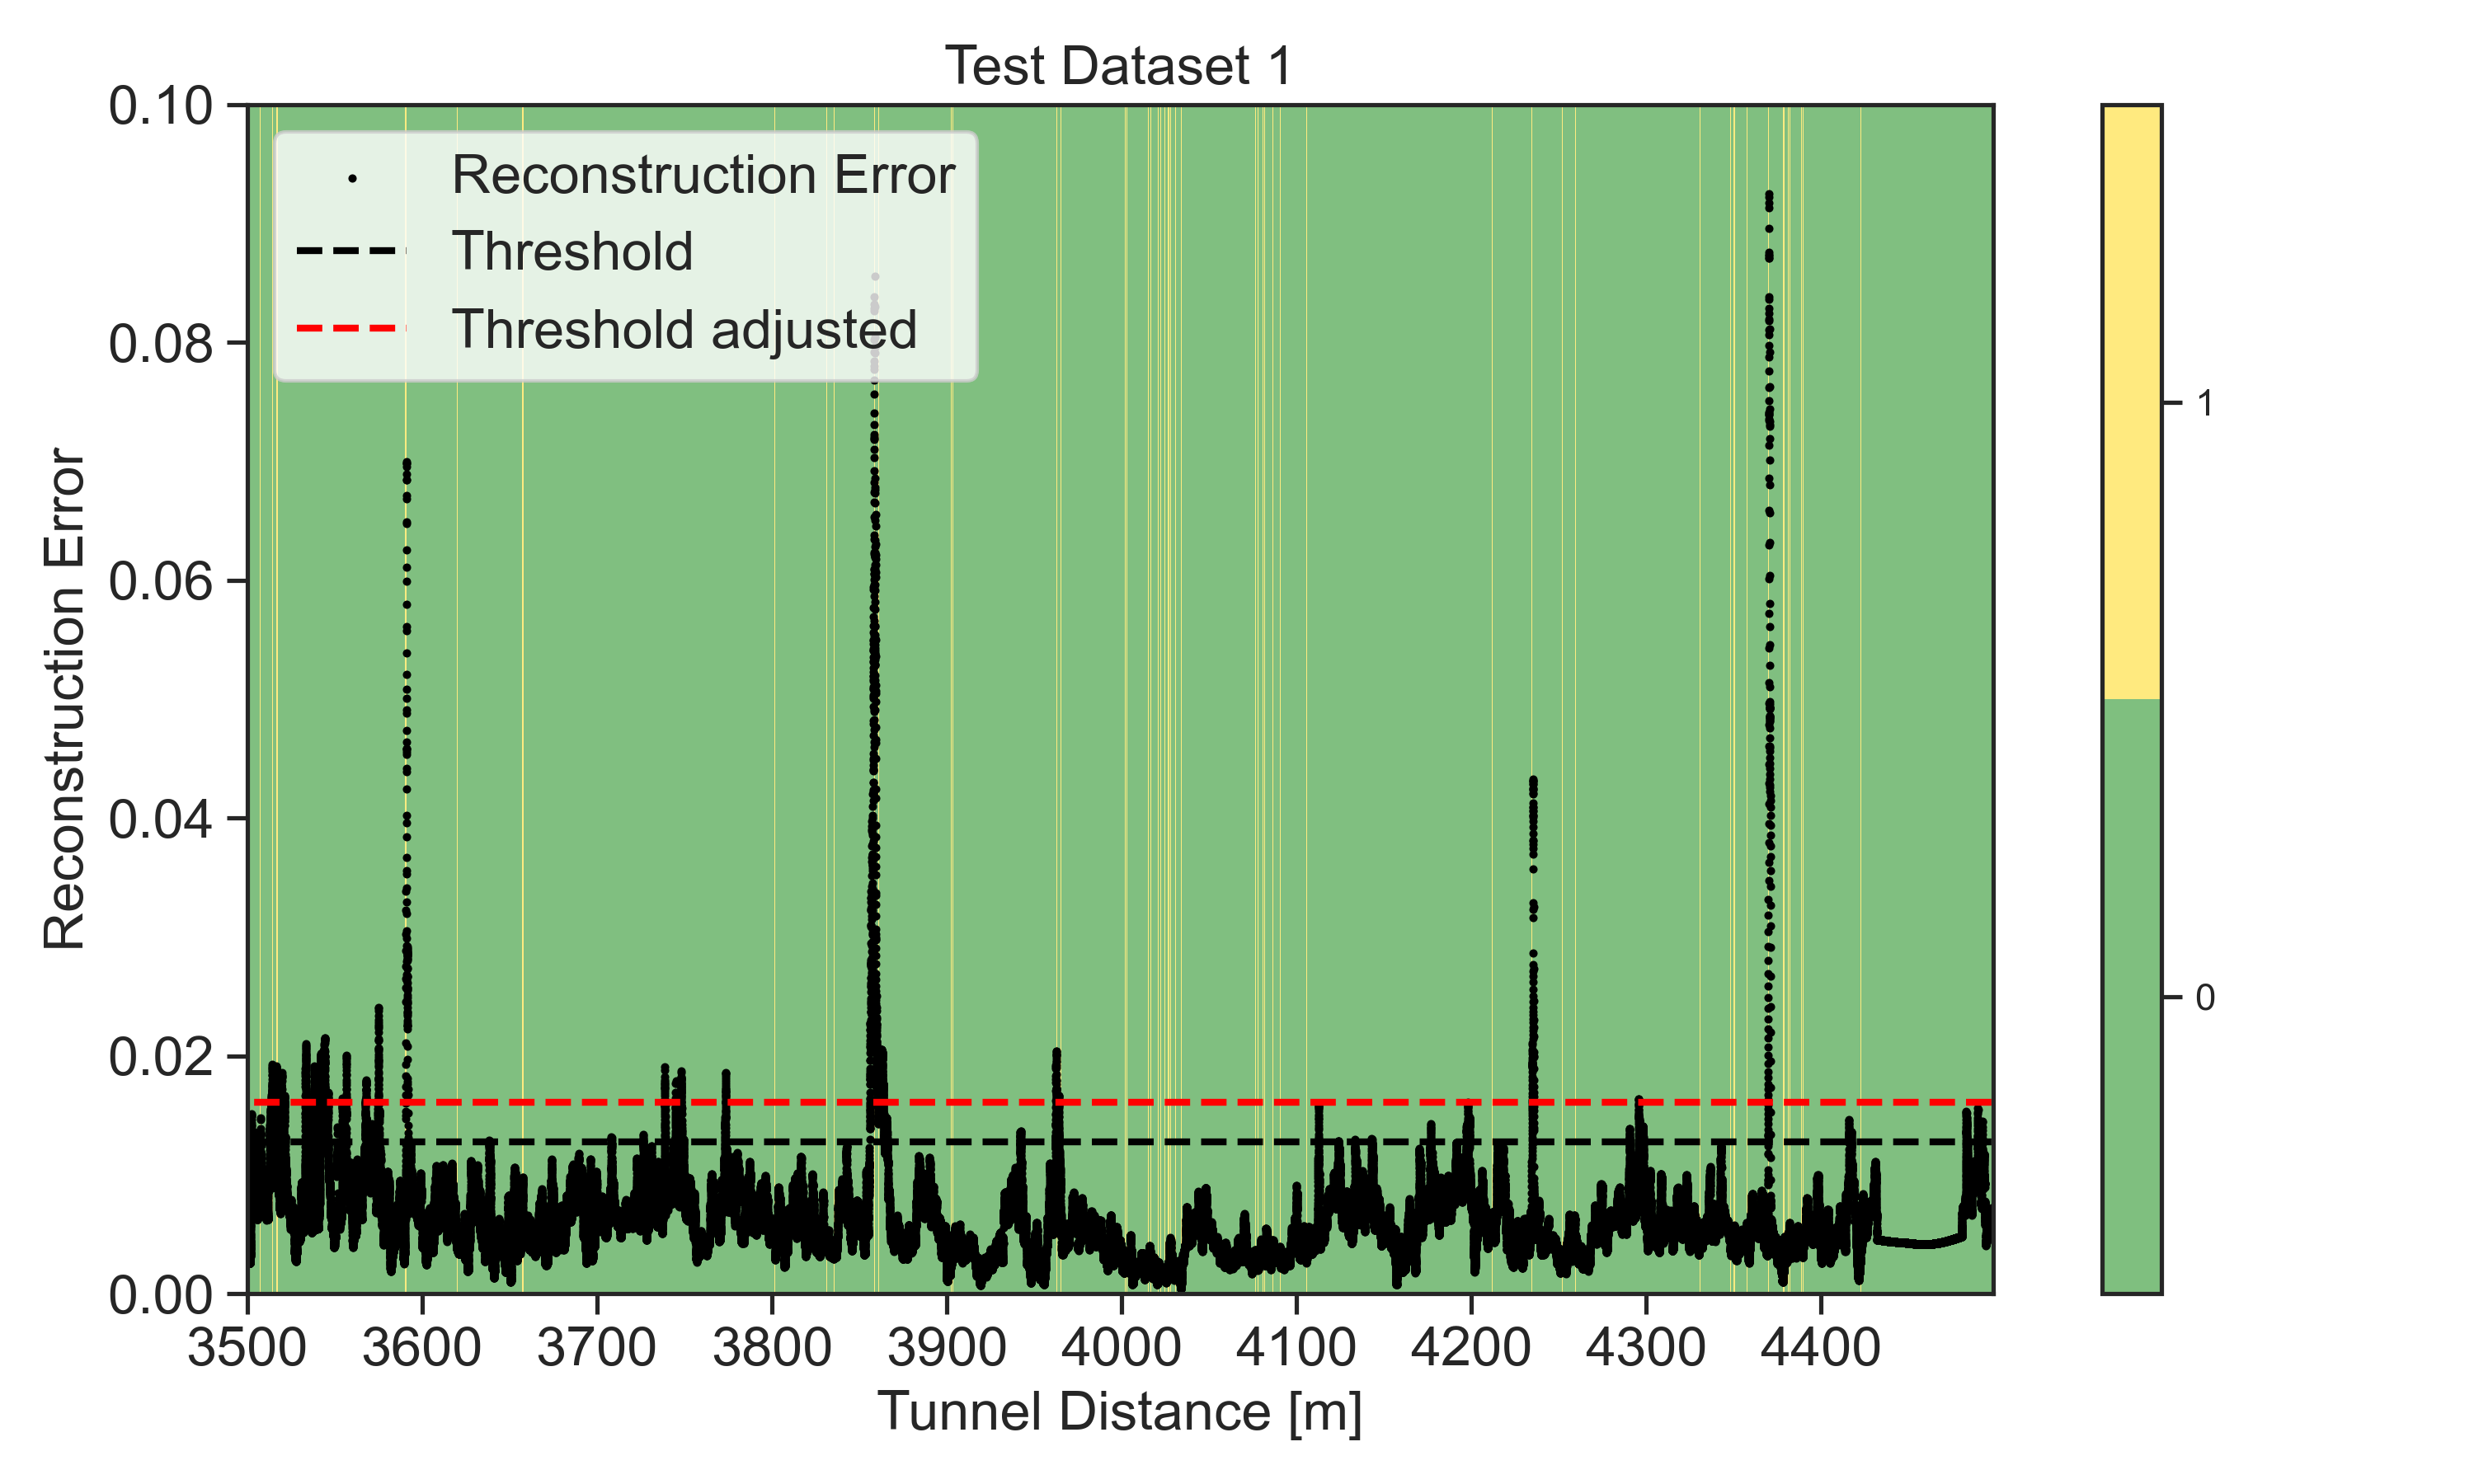 Test Dataset 1
Reconstruction Error
Threshold
Threshold adjusted
Reconstruction Error
0.10
0.08
0.06
0.04
0.02
0.00
3500 3600 3700 3800 3900 4000 4100 4200 4300 4400
Tunnel Distance [m]
1
0